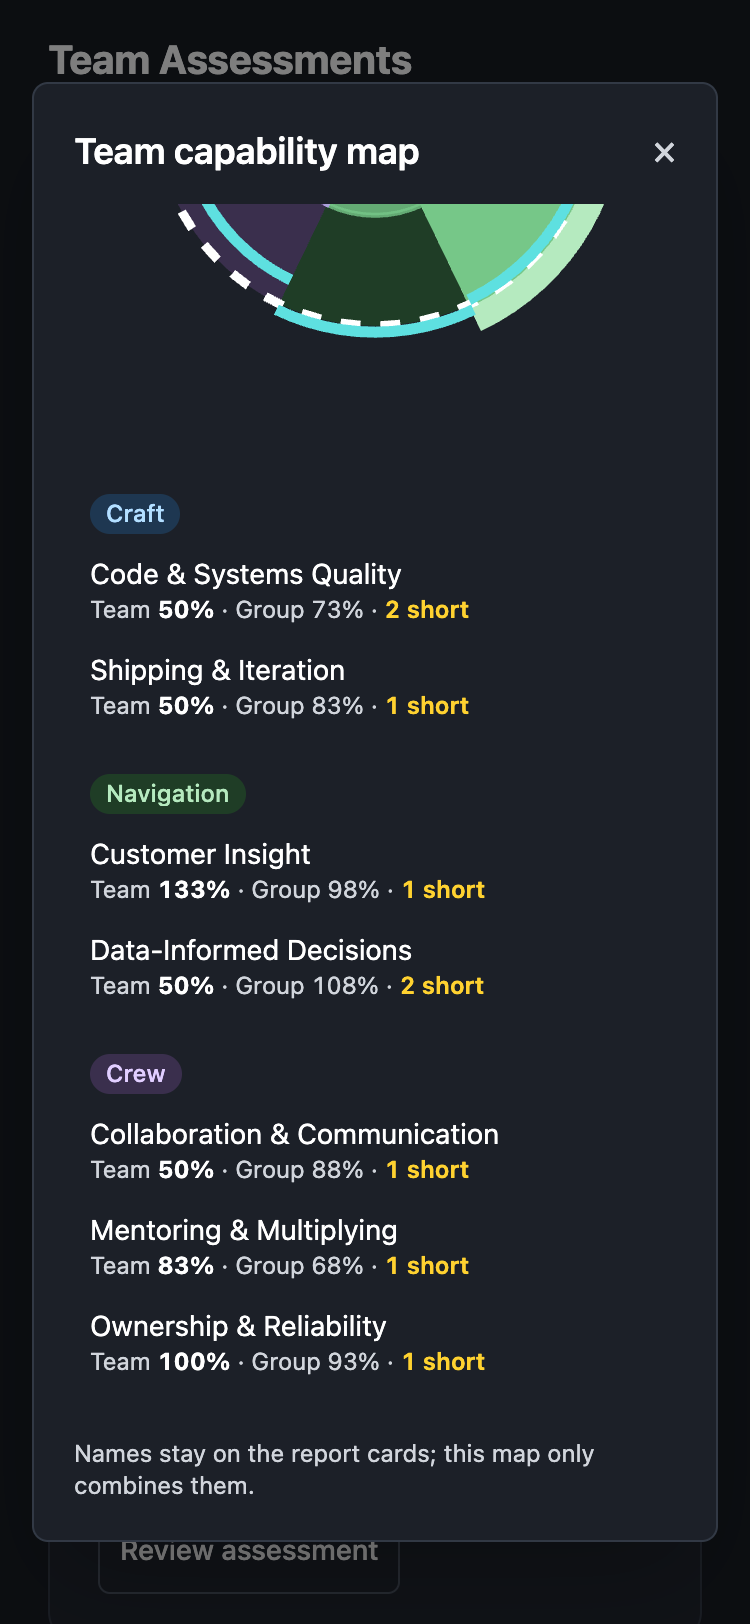 Team Assessments
Team capability map
×
Craft
Code & Systems Quality
Team 50% · Group 73% · 2 short
Shipping & Iteration
Team 50% · Group 83% · 1 short
Navigation
Customer Insight
Team 133% · Group 98% · 1 short
Data-Informed Decisions
Team 50% · Group 108% · 2 short
Crew
Collaboration & Communication
Team 50% · Group 88% · 1 short
Mentoring & Multiplying
Team 83% · Group 68% · 1 short
Ownership & Reliability
Team 100% · Group 93% · 1 short
Names stay on the report cards; this map only
combines them.
Review assessment